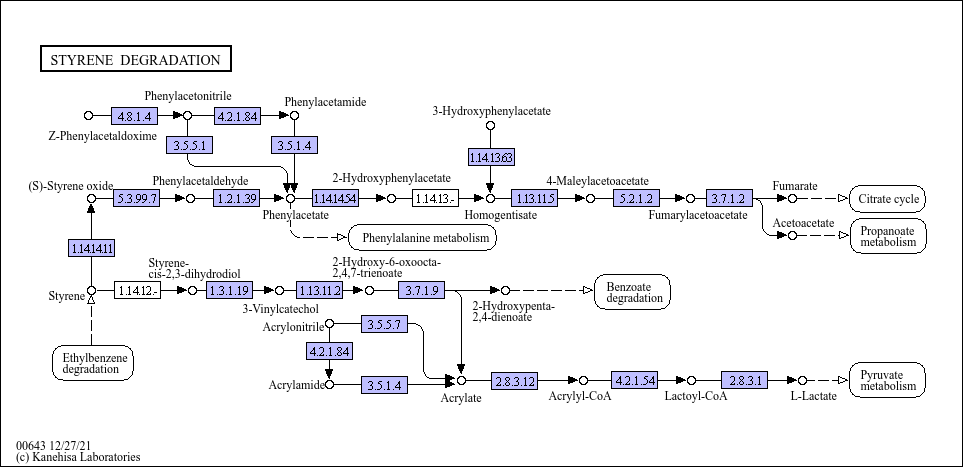 STYRENE DEGRADATION
Phenylacetonitrile
Phenylacetamide
4.8.1.4
4.2.1.84
3-Hydroxyphenylacetate
Z-Phenylacetaldoxime
3.5.5.1
3.5.1.4
1.14.13.63
(S)-Styrene oxide
Phenylacetaldehyde
2-Hydroxyphenylacetate
4-Maleylacetoacetate
Fumarate
5.3.99.7
1.2.1.39
1.14.14.54
1.14.13.-
1.13.11.5
5.2.1.2
3.7.1.2
Citrate cycle
Phenylacetate
Homogentisate
Fumarylacetoacetate
Acetoacetate
Propanoate
metabolism
Phenylalanine metabolism
1.14.14.11
Styrene-
cis-2,3-dihydrodiol
2-Hydroxy-6-oxoocta-
2,4,7-trienoate
Styrene
1.14.12.-
1.3.1.19
1.13.11.2
3.7.1.9
Benzoate
degradation
3-Vinylcatechol
2-Hydroxypenta-
2,4-dienoate
Acrylonitrile
3.5.5.7
4.2.1.84
Ethylbenzene
degradation
Acrylamide
3.5.1.4
2.8.3.12
4.2.1.54
2.8.3.1
Pyruvate
metabolism
Acrylate
Acrylyl-CoA
Lactoyl-CoA
L-Lactate
00643 12/27/21
(c) Kanehisa Laboratories